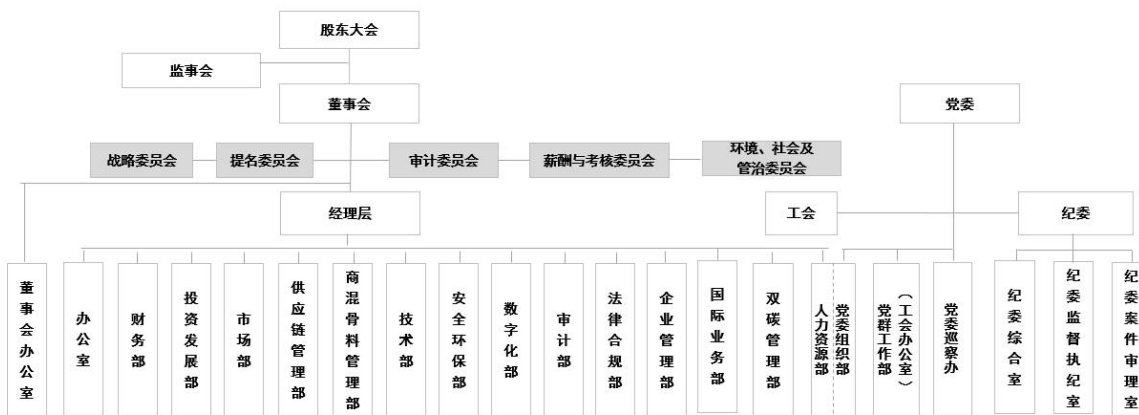 股东大会
监事会
董事会
党委
战略委员会
提名委员会
审计委员会
薪酬与考核委员会
环境、社会及
管治委员会
经理层
工会
纪委
董事会办公室
办公室
财务部
投资发展部
市场部
供应链管理部
商混骨料管理部
技术部
安全环保部
数字化部
审计部
法律合规部
企业管理部
国际业务部
双碳管理部
人力资源部
党委组织部
党群工作部
（工会办公室）
党委巡察办
纪委综合室
纪委监督执纪室
纪委案件审理室